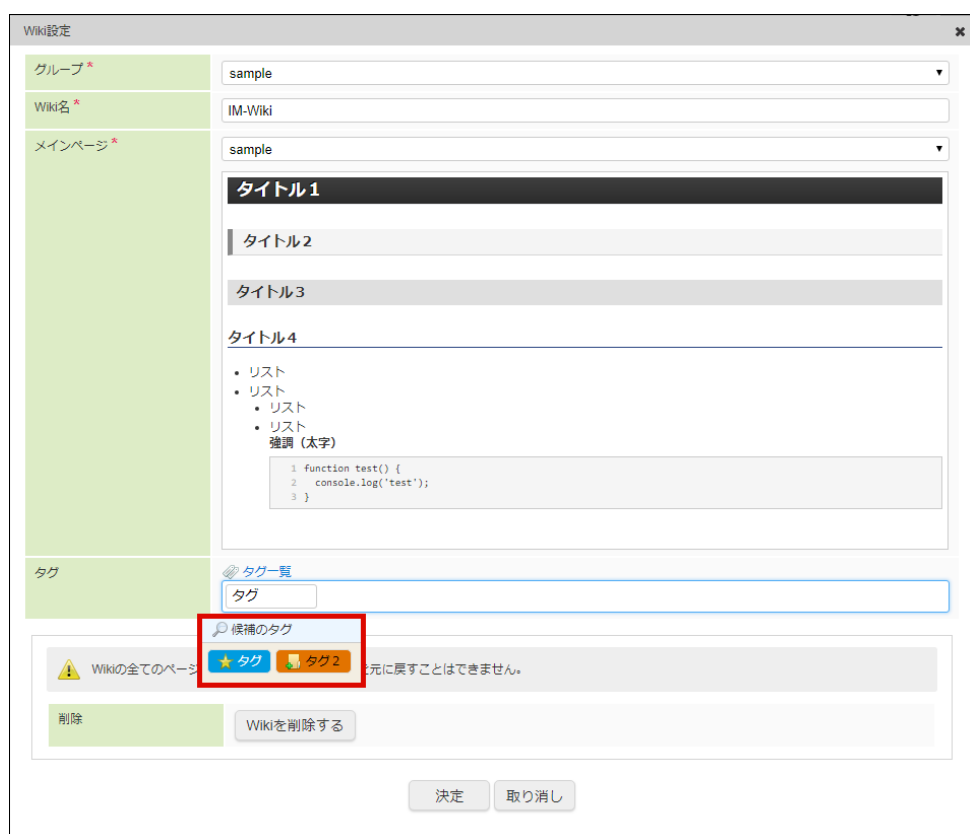 Wiki設定
グループ*
sample
Wiki名*
IM-Wiki
メインページ*
sample
タイトル1
タイトル2
タイトル3
タイトル4
• リスト
• リスト
• リスト
• リスト
強調（太字）
1 function test() {
2 console.log('test');
3 }
タグ
タグ一覧
タグ
候補のタグ
タグ タグ2
Wikiの全てのページ
元に戻すことはできません。
削除
Wikiを削除する
決定 取り消し